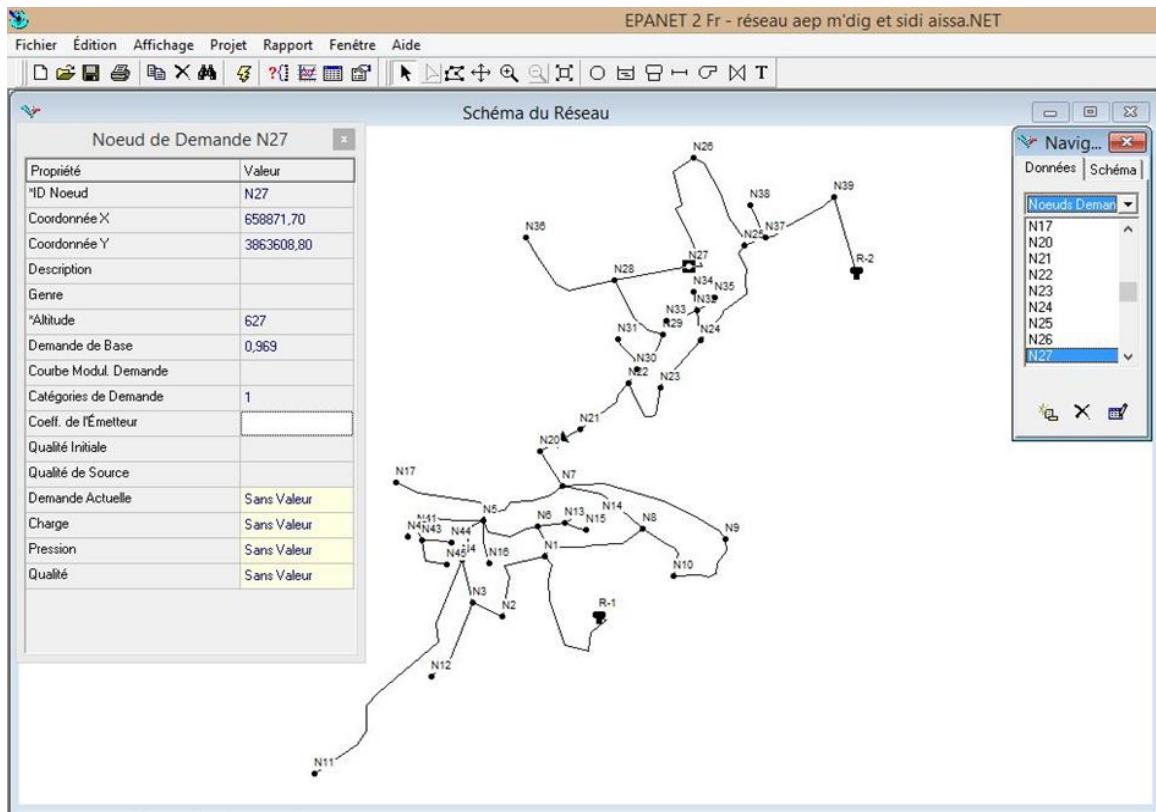 EPANET 2 Fr - réseau aep m'dig et sidi aissa.NET
Fichier Édition Affichage Projet Rapport Fenêtre Aide
T
Schéma du Réseau
Noeud de Demande N27
Propriété Valeur
*ID Noeud N27
Coordonnée X 658871,70
Coordonnée Y 3863608,80
Description
Genre
*Altitude 627
Demande de Base 0,969
Courbe Modul. Demande
Catégories de Demande 1
Coeff. de l'Émetteur
Qualité Initiale
Qualité de Source
Demande Actuelle Sans Valeur
Charge Sans Valeur
Pression Sans Valeur
Qualité Sans Valeur
N26
N38
N39
N36
N25
N37
N27
R-2
N28
N34
N35
N32
N33
N31
N29
N24
N30
N22
N23
N21
N20
N17
N7
N14
N5
N6
N13
N15
N8
N9
N41
N43
N44
N45
N16
N1
N10
N3
N2
R-1
N12
N11
Navig...
Données Schéma
Noeuds Deman
N17
N20
N21
N22
N23
N24
N25
N26
N27